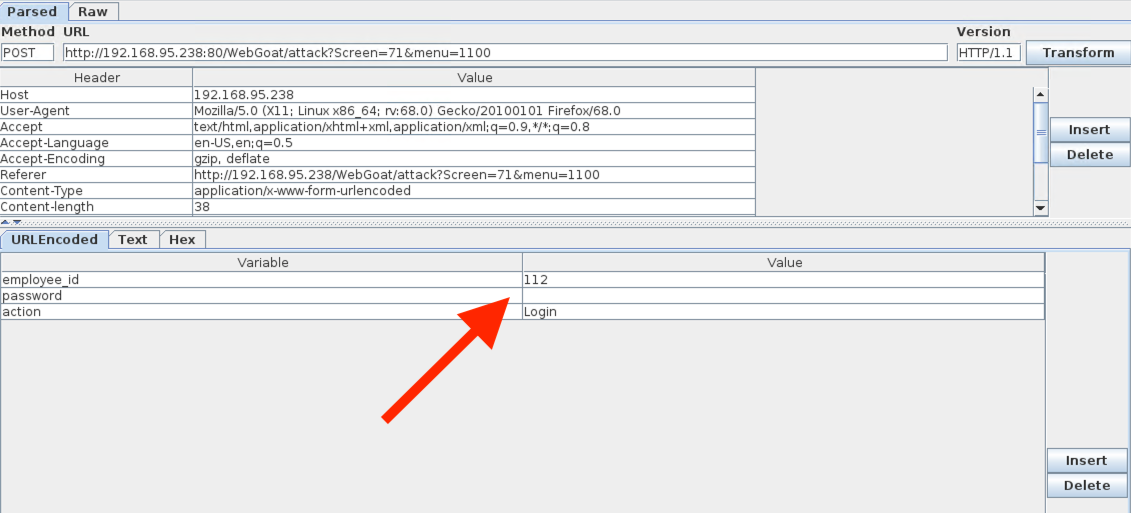 Parsed Raw
Method URL Version
POST http://192.168.95.238:80/WebGoat/attack?Screen=71&menu=1100 HTTP/1.1 Transform
Header Value
Host 192.168.95.238
User-Agent Mozilla/5.0 (X11; Linux x86_64; rv:68.0) Gecko/20100101 Firefox/68.0
Accept text/html,application/xhtml+xml,application/xml;q=0.9,*/*;q=0.8
Insert
Accept-Language en-US,en;q=0.5
Delete
Accept-Encoding gzip, deflate
Referer http://192.168.95.238/WebGoat/attack?Screen=71&menu=1100
Content-Type application/x-www-form-urlencoded
Content-length 38
URLEncoded Text Hex
Variable Value
employee_id 112
password
action Login
Insert
Delete